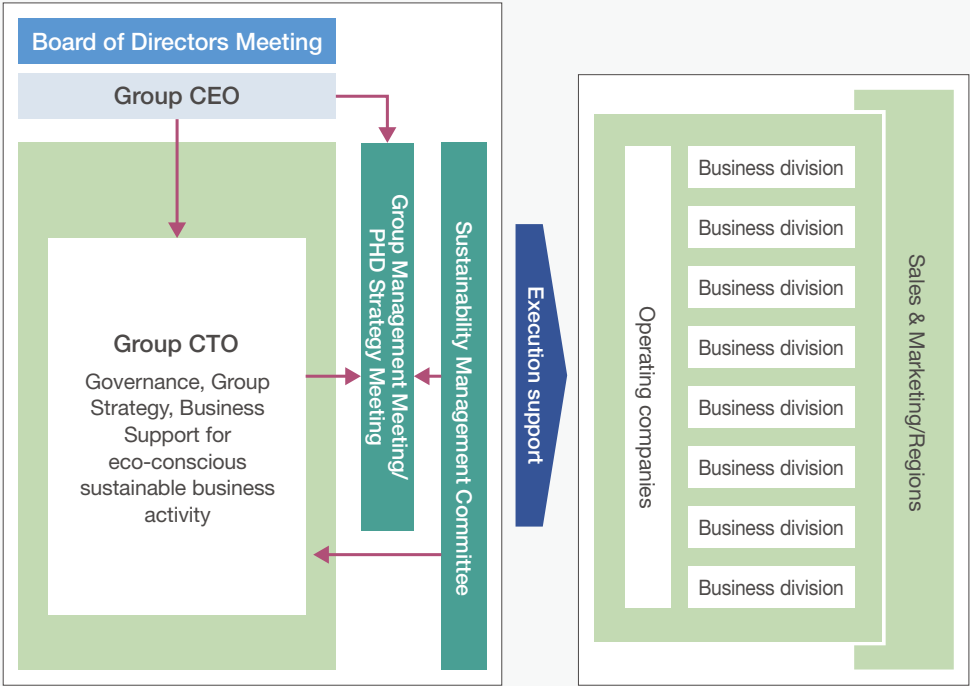 Board of Directors Meeting
Group CEO
Group CTO
Governance, Group
Strategy, Business
Support for
eco-conscious
sustainable business
activity
Group Management Meeting/
PHD Strategy Meeting
Sustainability Management Committee
Execution support
Operating companies
Business division
Business division
Business division
Business division
Business division
Business division
Business division
Business division
Sales & Marketing/Regions